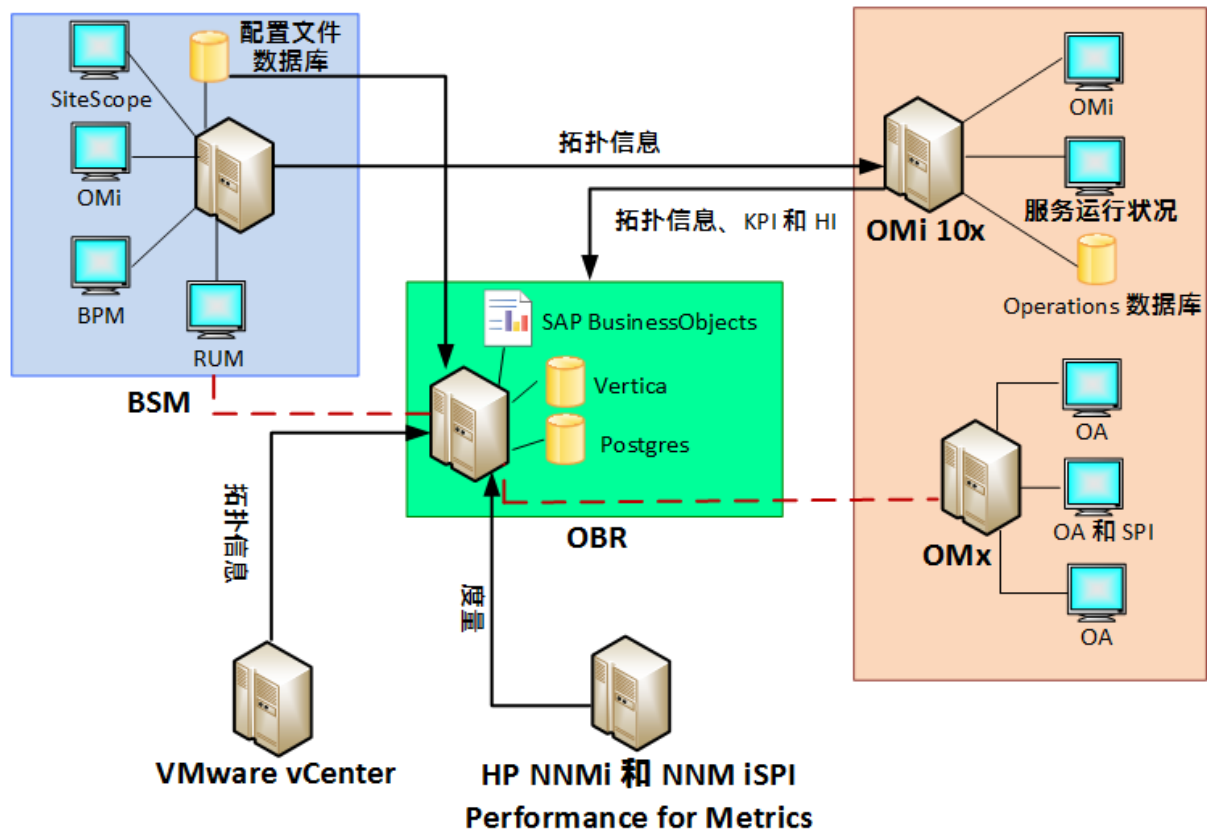 配置文件
数据库
SiteScope
OMi
BPM
RUM
BSM
拓扑信息
拓扑信息、KPI 和 HI
OMi
服务运行状况
OMi 10x
Operations 数据库
SAP BusinessObjects
Vertica
Postgres
OBR
OA
OA 和 SPI
OMx
OA
拓扑信息
度量
VMware vCenter
HP NNMi 和 NNM iSPI
Performance for Metrics